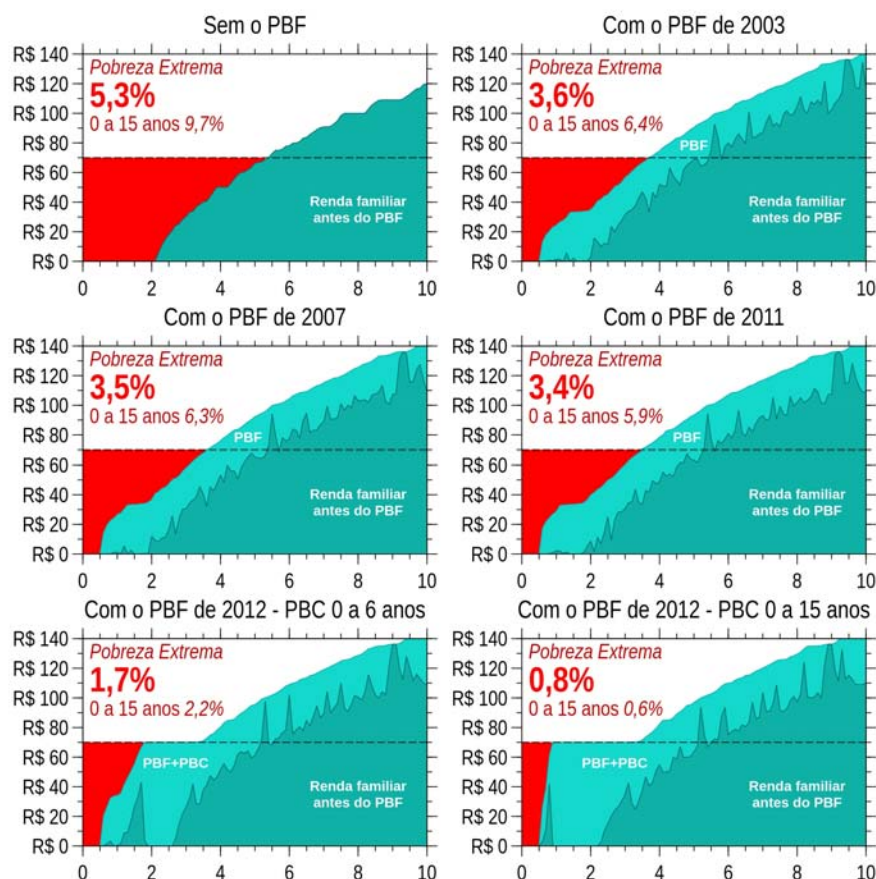 Sem o PBF
R$ 140
R$ 120
R$ 100
R$ 80
R$ 60
R$ 40
R$ 20
R$ 0
Pobreza Extrema
5,3%
0 a 15 anos 9,7%
Renda familiar
antes do PBF
0 2 4 6 8 10
Com o PBF de 2003
R$ 140
R$ 120
R$ 100
R$ 80
R$ 60
R$ 40
R$ 20
R$ 0
Pobreza Extrema
3,6%
0 a 15 anos 6,4%
PBF
Renda familiar
antes do PBF
0 2 4 6 8 10
Com o PBF de 2007
R$ 140
R$ 120
R$ 100
R$ 80
R$ 60
R$ 40
R$ 20
R$ 0
Pobreza Extrema
3,5%
0 a 15 anos 6,3%
PBF
Renda familiar
antes do PBF
0 2 4 6 8 10
Com o PBF de 2011
R$ 140
R$ 120
R$ 100
R$ 80
R$ 60
R$ 40
R$ 20
R$ 0
Pobreza Extrema
3,4%
0 a 15 anos 5,9%
PBF
Renda familiar
antes do PBF
0 2 4 6 8 10
Com o PBF de 2012 - PBC 0 a 6 anos
R$ 140
R$ 120
R$ 100
R$ 80
R$ 60
R$ 40
R$ 20
R$ 0
Pobreza Extrema
1,7%
0 a 15 anos 2,2%
PBF+PBC
Renda familiar
antes do PBF
0 2 4 6 8 10
Com o PBF de 2012 - PBC 0 a 15 anos
R$ 140
R$ 120
R$ 100
R$ 80
R$ 60
R$ 40
R$ 20
R$ 0
Pobreza Extrema
0,8%
0 a 15 anos 0,6%
PBF+PBC
Renda familiar
antes do PBF
0 2 4 6 8 10